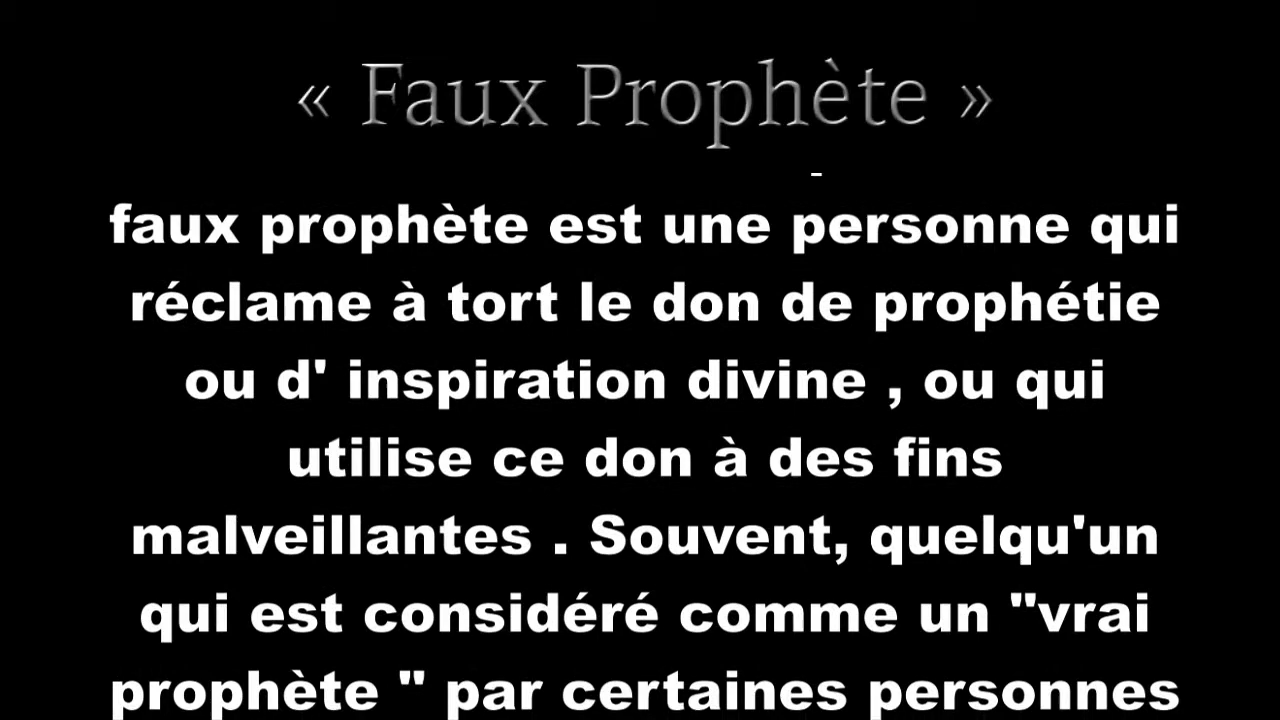 « Faux Prophète »
-
faux prophète est une personne qui
réclame à tort le don de prophétie
ou d' inspiration divine , ou qui
utilise ce don à des fins
malveillantes . Souvent, quelqu'un
qui est considéré comme un "vrai
prophète " par certaines personnes